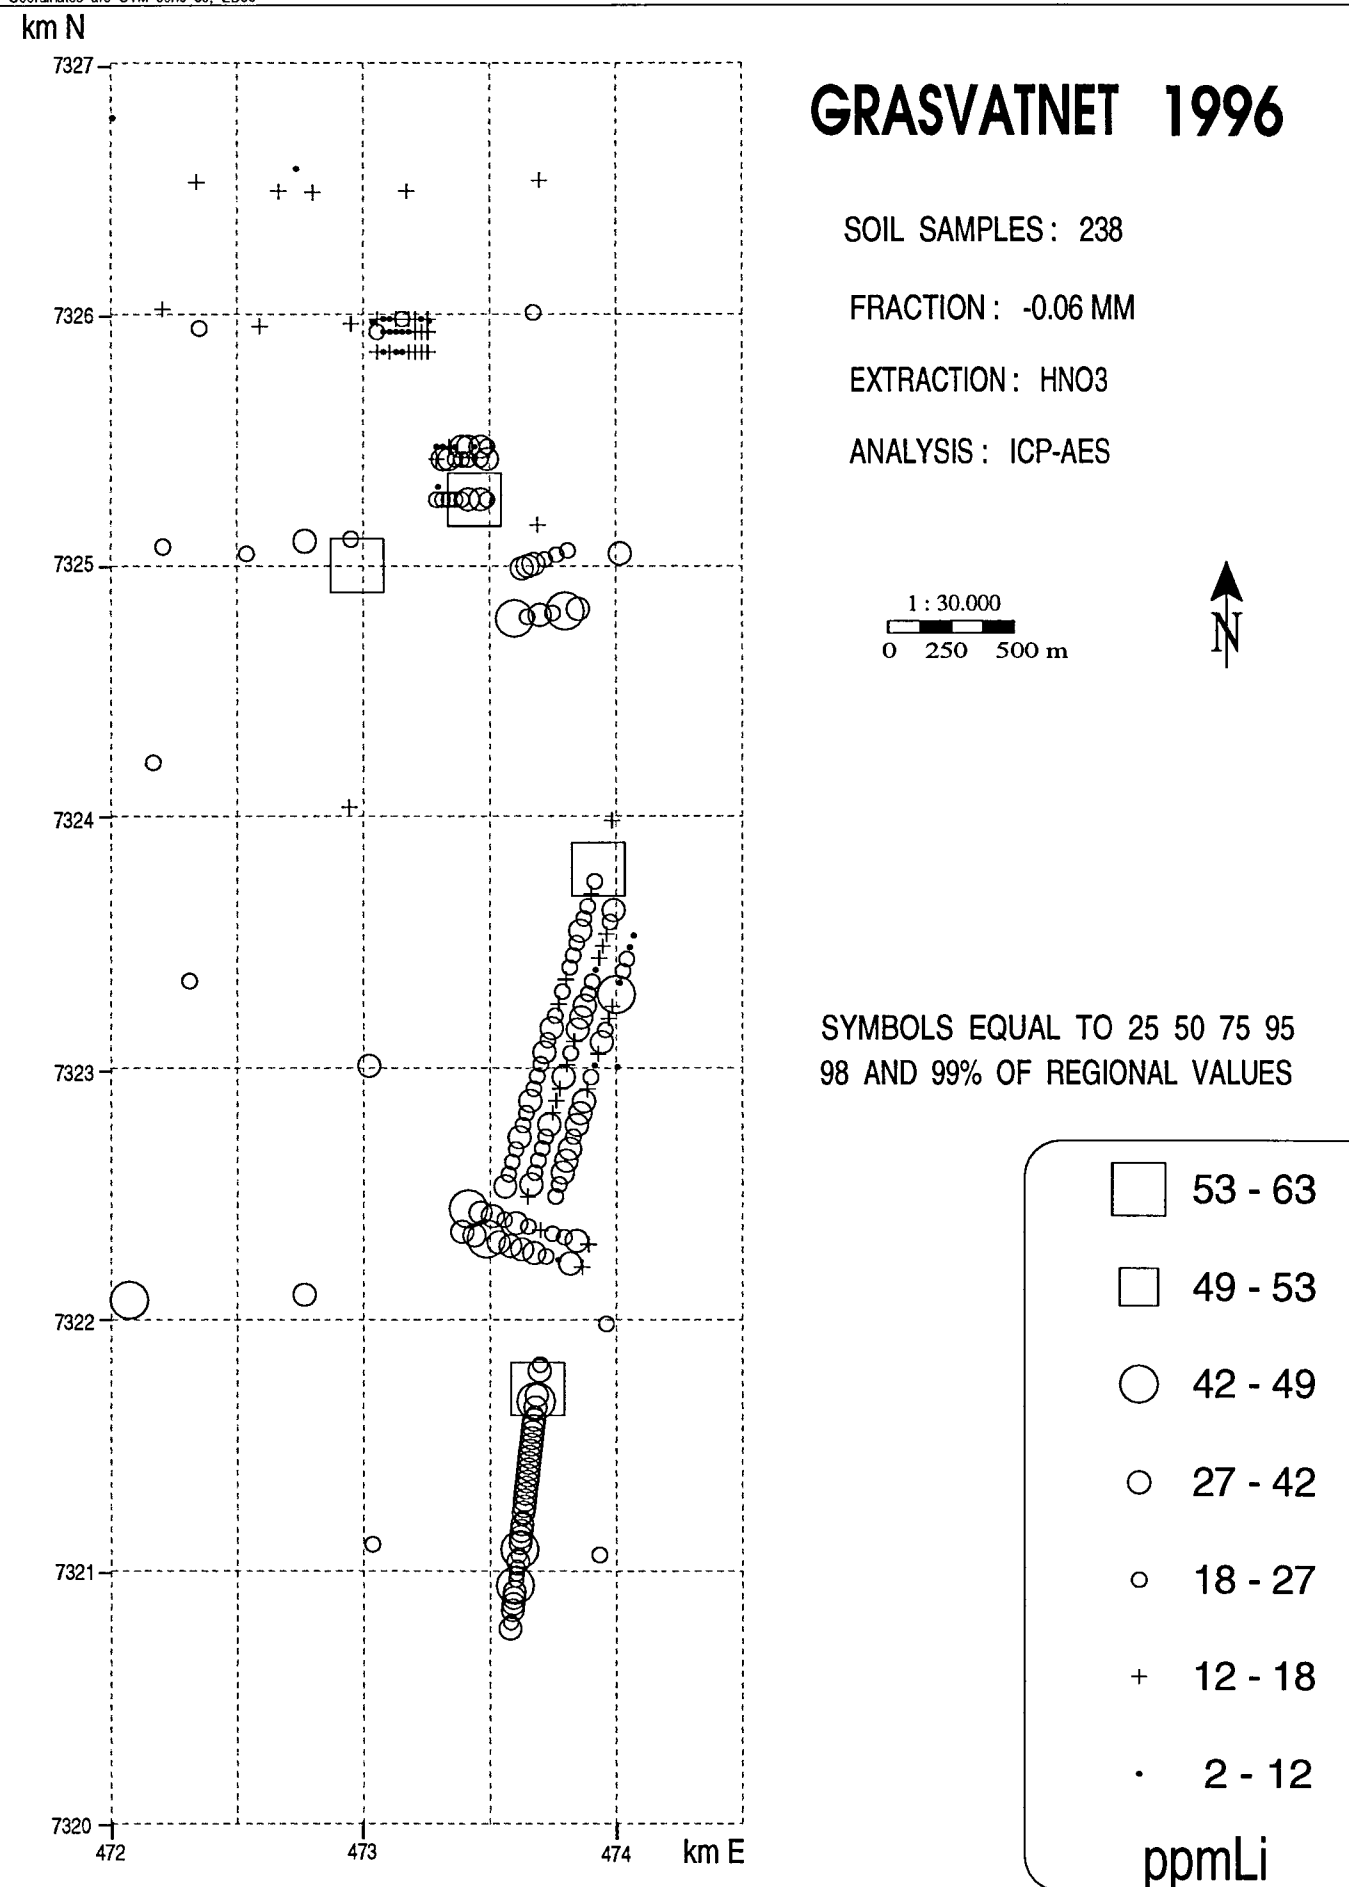 km N
GRASVATNET 1996
SOIL SAMPLES : 238
FRACTION : -0.06 MM
EXTRACTION : HNO3
ANALYSIS : ICP-AES
1 : 30.000
0 250 500 m
N
SYMBOLS EQUAL TO 25 50 75 95
98 AND 99% OF REGIONAL VALUES
53 - 63
49 - 53
42 - 49
27 - 42
18 - 27
12 - 18
2 - 12
ppmLi
7327
7326
7325
7324
7323
7322
7321
7320
472 473 474 km E